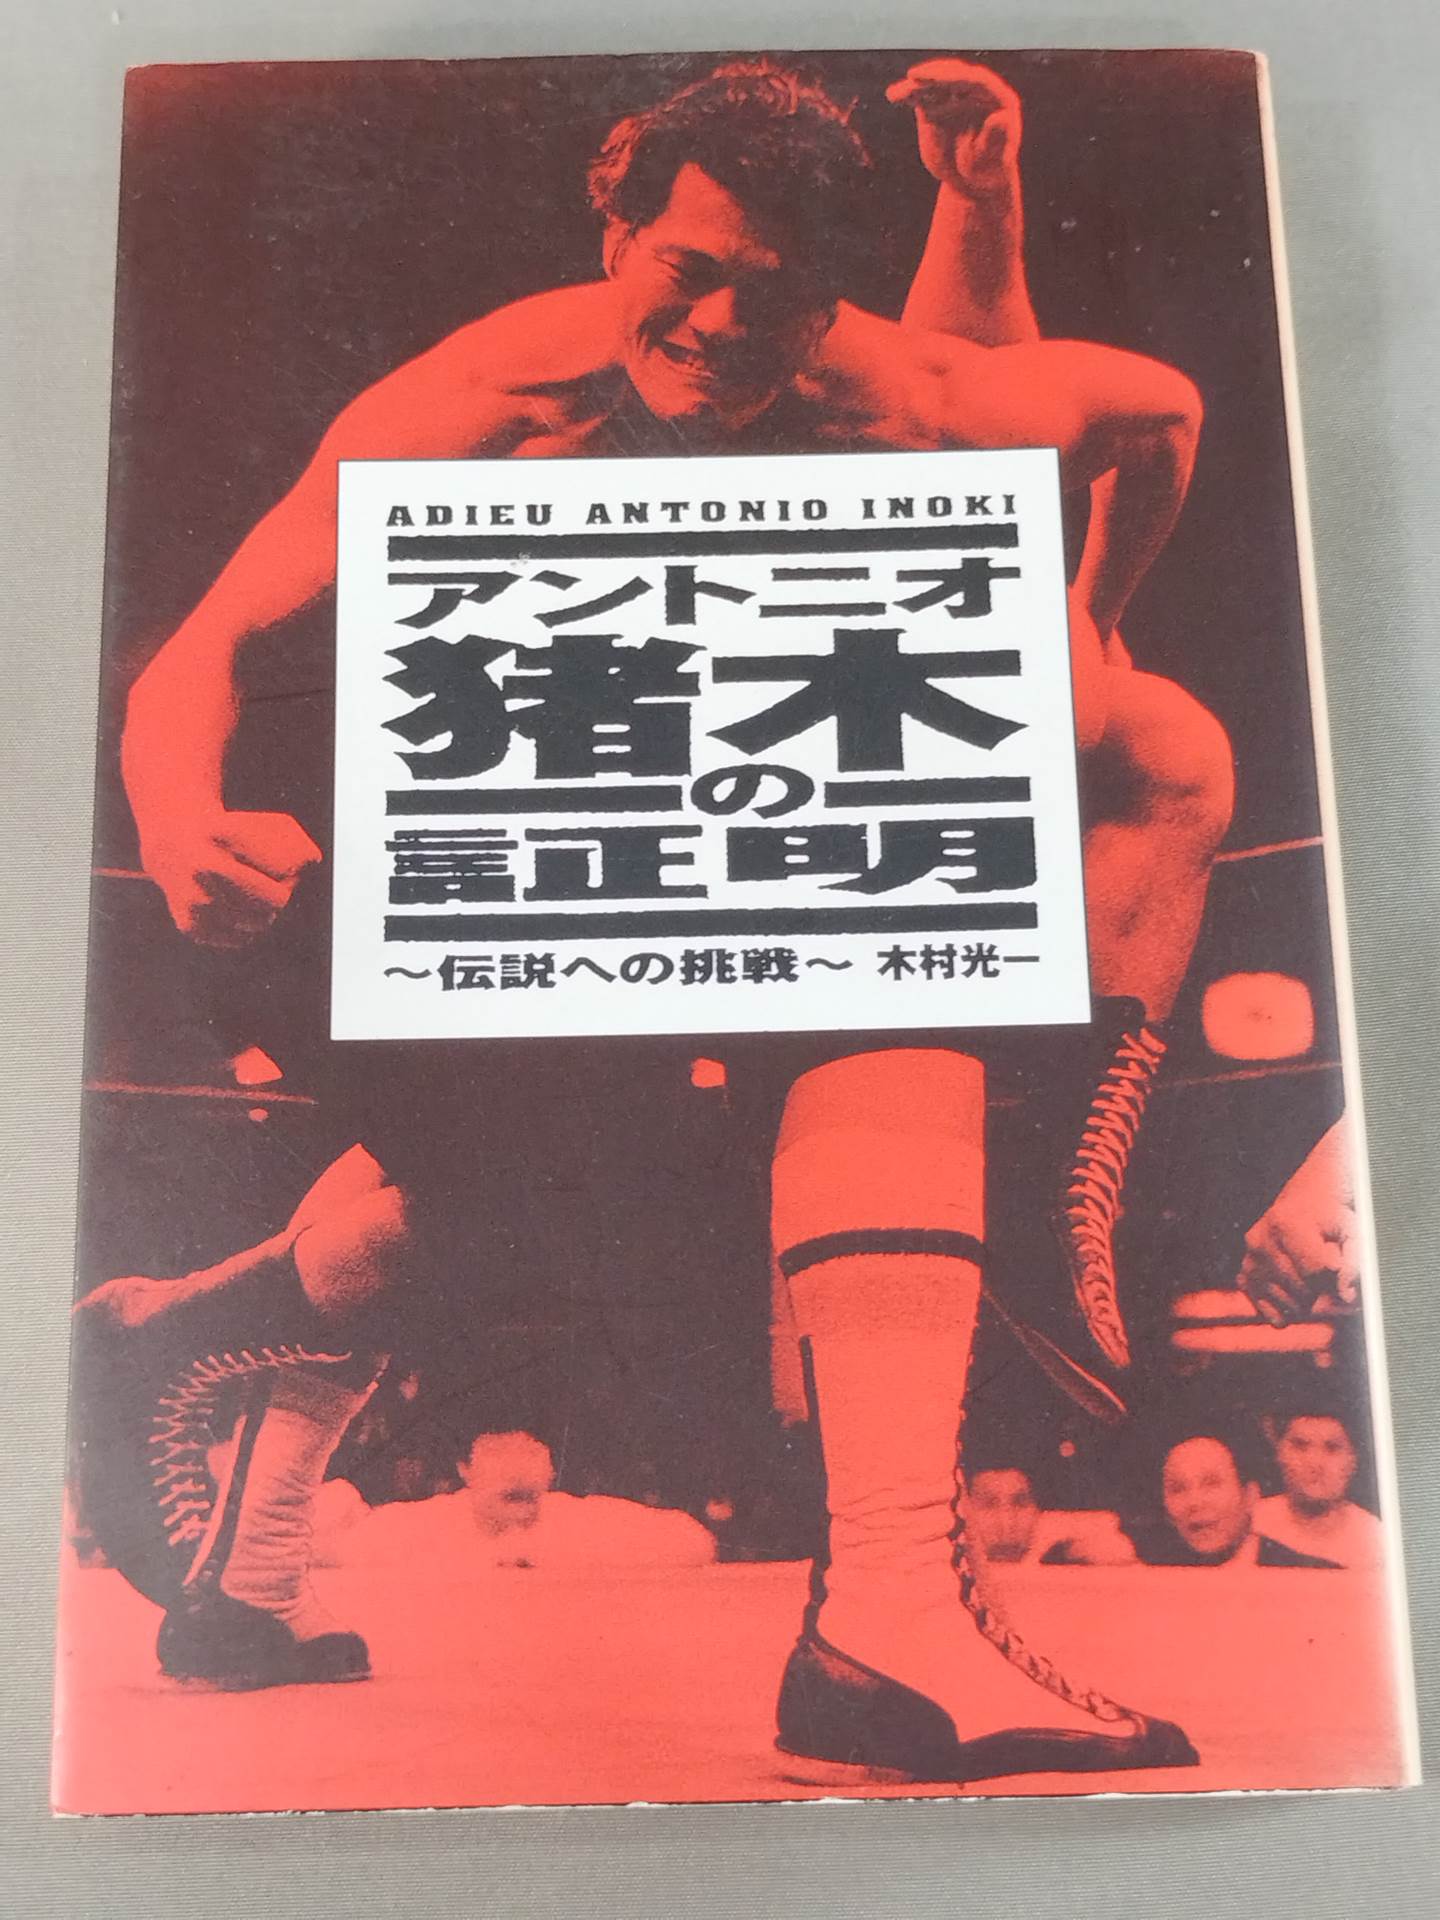 ADIEU ANTONIO INOKI
アントニオ
猪木
の
証明
～伝説への挑戦～ 木村光一